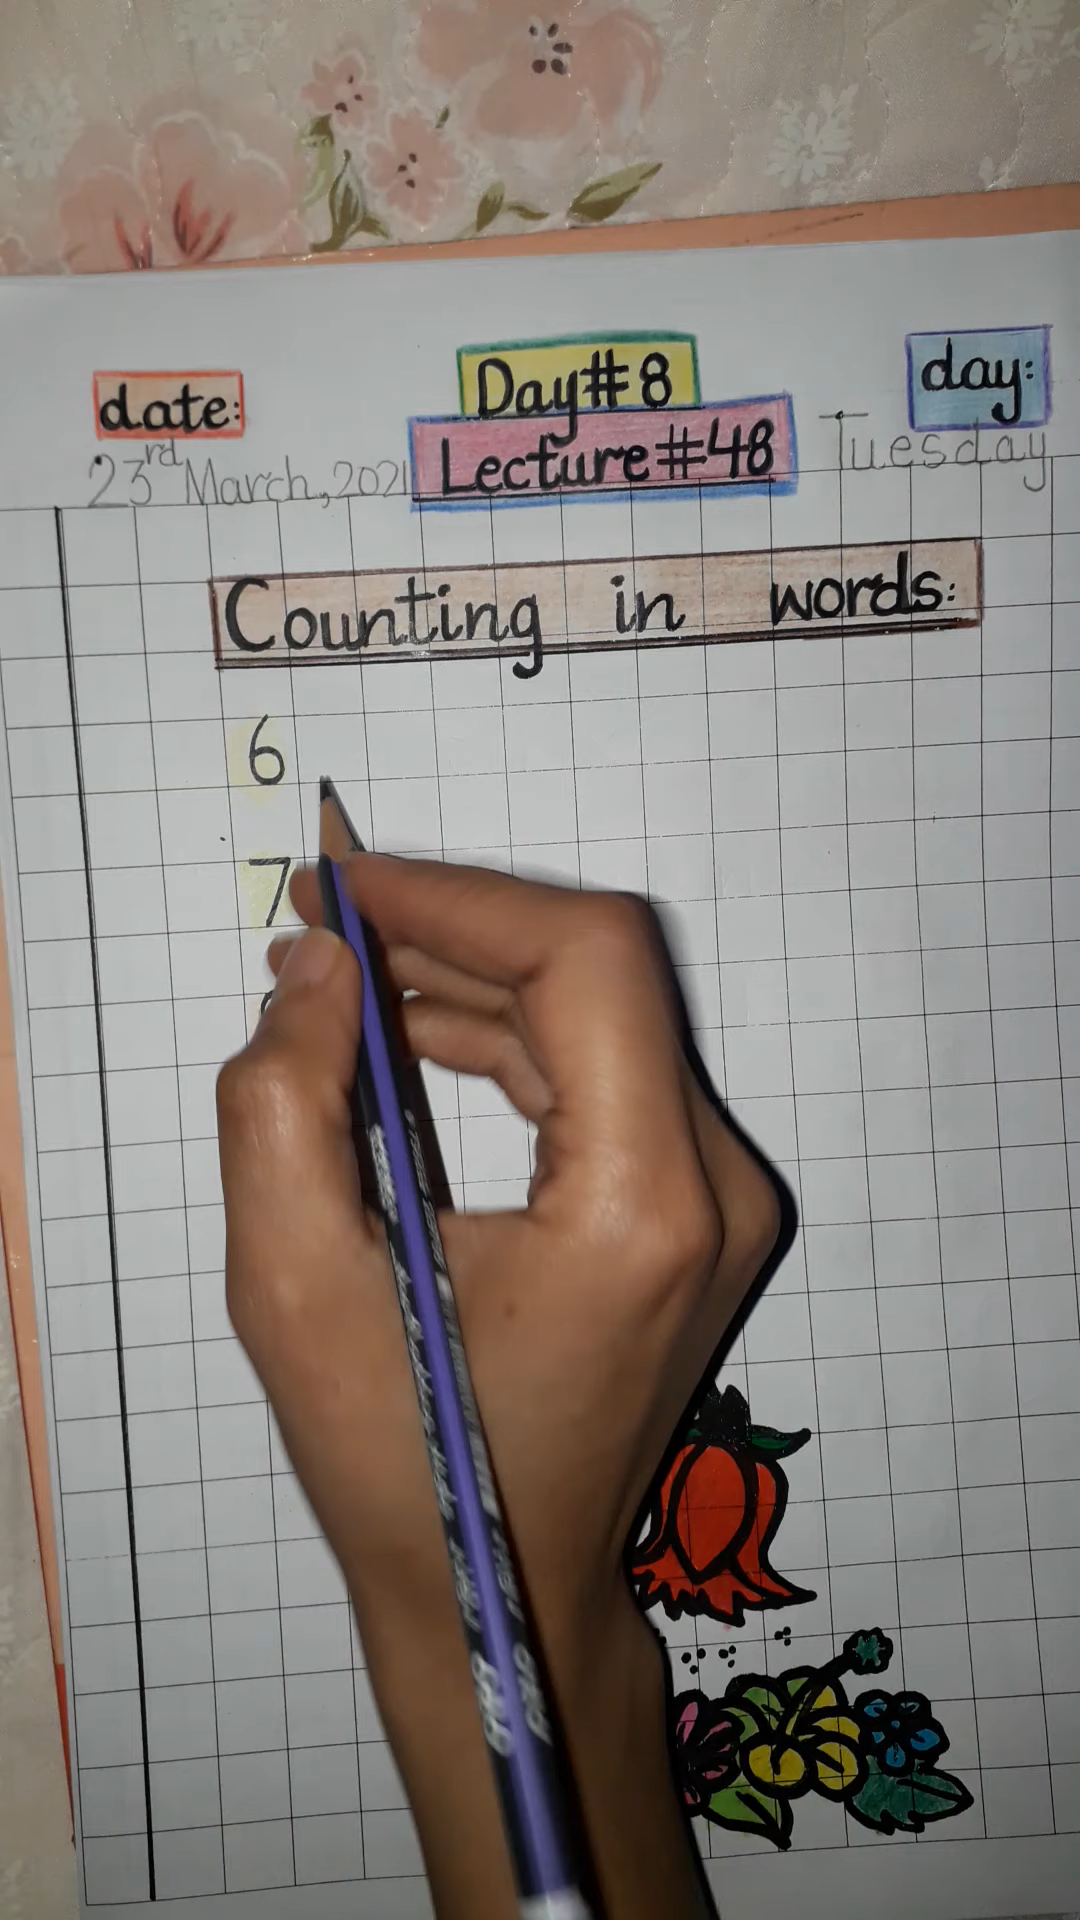 Day#8
date: day:
23rd March, 2021 Lecture#48 Tuesday
Counting in words:
6
7